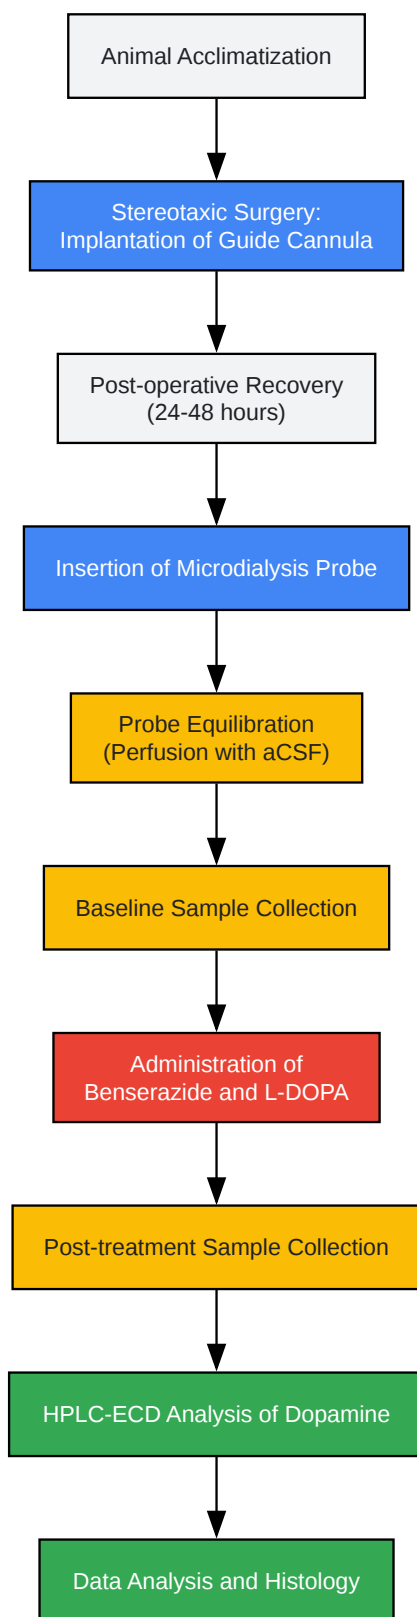 Animal Acclimatization
Stereotaxic Surgery:
Implantation of Guide Cannula
Post-operative Recovery
(24-48 hours)
Insertion of Microdialysis Probe
Probe Equilibration
(Perfusion with aCSF)
Baseline Sample Collection
Administration of
Benserazide and L-DOPA
Post-treatment Sample Collection
HPLC-ECD Analysis of Dopamine
Data Analysis and Histology